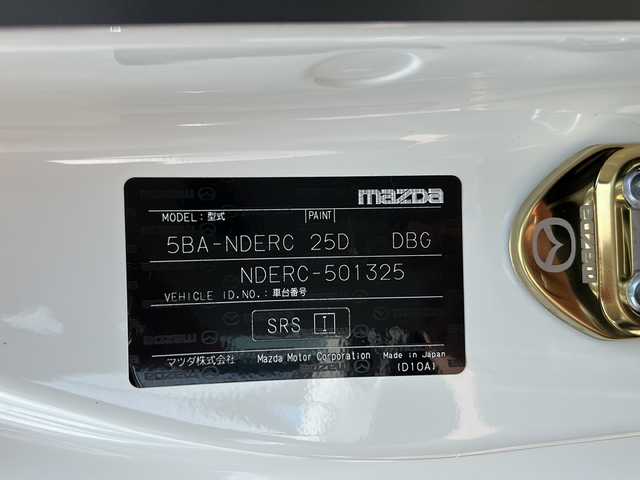 mazda
MODEL: 型式 PAINT
5BA-NDERC 25D DBG
NDERC-501325
VEHICLE ID.NO.: 車台番号
SRS I
マツダ株式会社 Mazda Motor Corporation Made in Japan
(D10A)
mazda